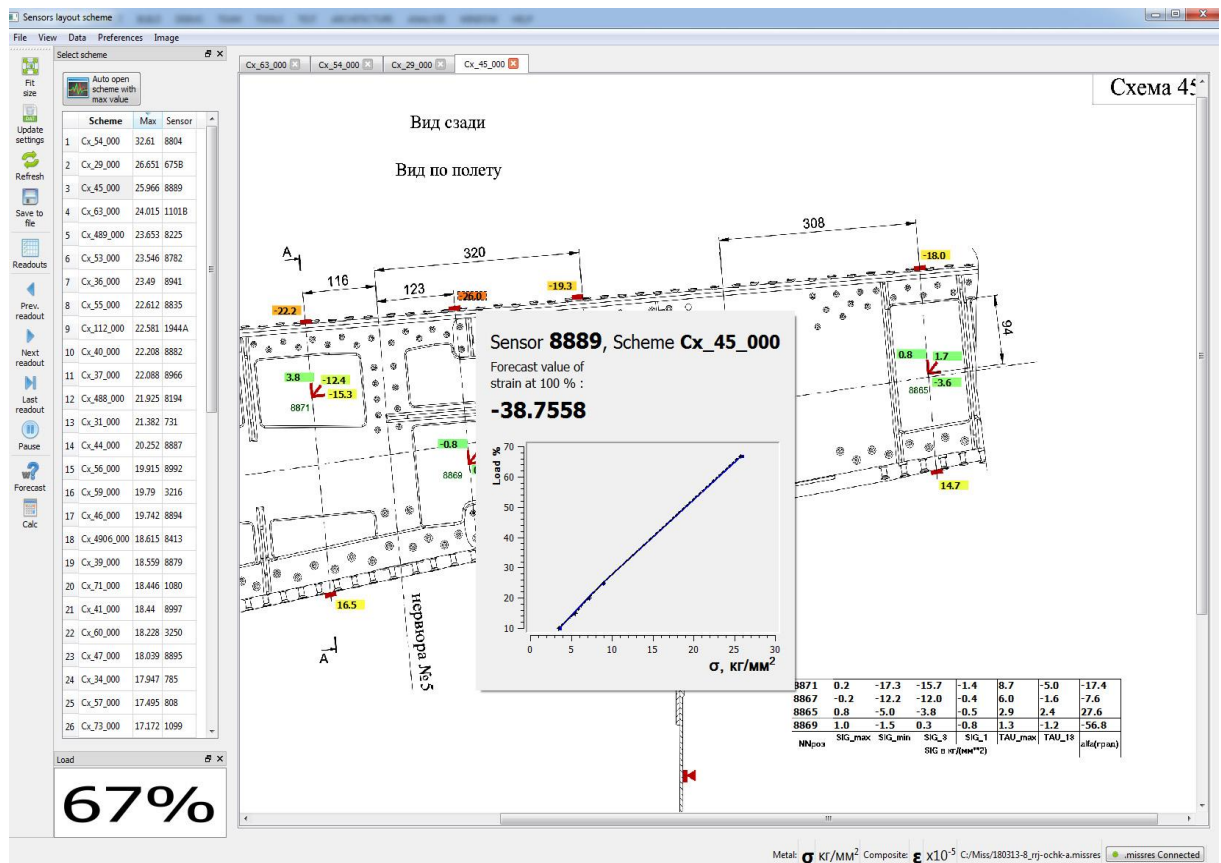 Sensors layout scheme
File View Data Preferences Image
Select scheme
Fit
size
Update
settings
Refresh
Save to
file
Readouts
Prev.
readout
Next
readout
Last
readout
Pause
Forecast
Calc
Auto open
scheme with
max value
Scheme Max Sensor
1 Cx_54_000 32.61 8804
2 Cx_29_000 26.651 675B
3 Cx_45_000 25.966 8889
4 Cx_63_000 24.015 1101B
5 Cx_489_000 23.653 8225
6 Cx_53_000 23.546 8782
7 Cx_36_000 23.49 8941
8 Cx_55_000 22.612 8835
9 Cx_112_000 22.581 1944A
10 Cx_40_000 22.208 8882
11 Cx_37_000 22.088 8966
12 Cx_488_000 21.925 8194
13 Cx_31_000 21.382 731
14 Cx_44_000 20.252 8887
15 Cx_56_000 19.915 8992
16 Cx_59_000 19.79 3216
17 Cx_46_000 19.742 8894
18 Cx_4906_000 18.615 8413
19 Cx_39_000 18.559 8879
20 Cx_71_000 18.446 1080
21 Cx_41_000 18.44 8997
22 Cx_60_000 18.228 3250
23 Cx_47_000 18.039 8895
24 Cx_34_000 17.947 785
25 Cx_57_000 17.495 808
26 Cx_73_000 17.172 1099
Load
67%
Cx_63_000 Cx_54_000 Cx_29_000 Cx_45_000
Схема 45
Вид сзади
Вид по полету
308
320
A
116
123
-18.0
-19.3
-26.0
-22.2
94
0.8 1.7
-3.6
8865
3.8 -12.4
-15.3
8871
-0.8
8869
14.7
16.5
A
нервюра №5
Sensor 8889, Scheme Cx_45_000
Forecast value of
strain at 100 % :
-38.7558
Load %
70
60
50
40
30
20
10
0 5 10 15 20 25 30
σ, кг/мм²
8871 0.2 -17.3 -15.7 -1.4 8.7 -5.0 -17.4
8867 -0.2 -12.2 -12.0 -0.4 6.0 -1.6 -7.6
8865 0.8 -5.0 -3.8 -0.5 2.9 2.4 27.6
8869 1.0 -1.5 0.3 -0.8 1.3 -1.2 -56.8
NNроз SIG_max SIG_min SIG_3 SIG_1 TAU_max TAU_13 alfa(град)
SIG в кг/(мм**2)
Metal: σ кг/мм² Composite: ε x10⁻⁵ C:/Miss/180313-8_rrj-ochk-a.missres .missres Connected